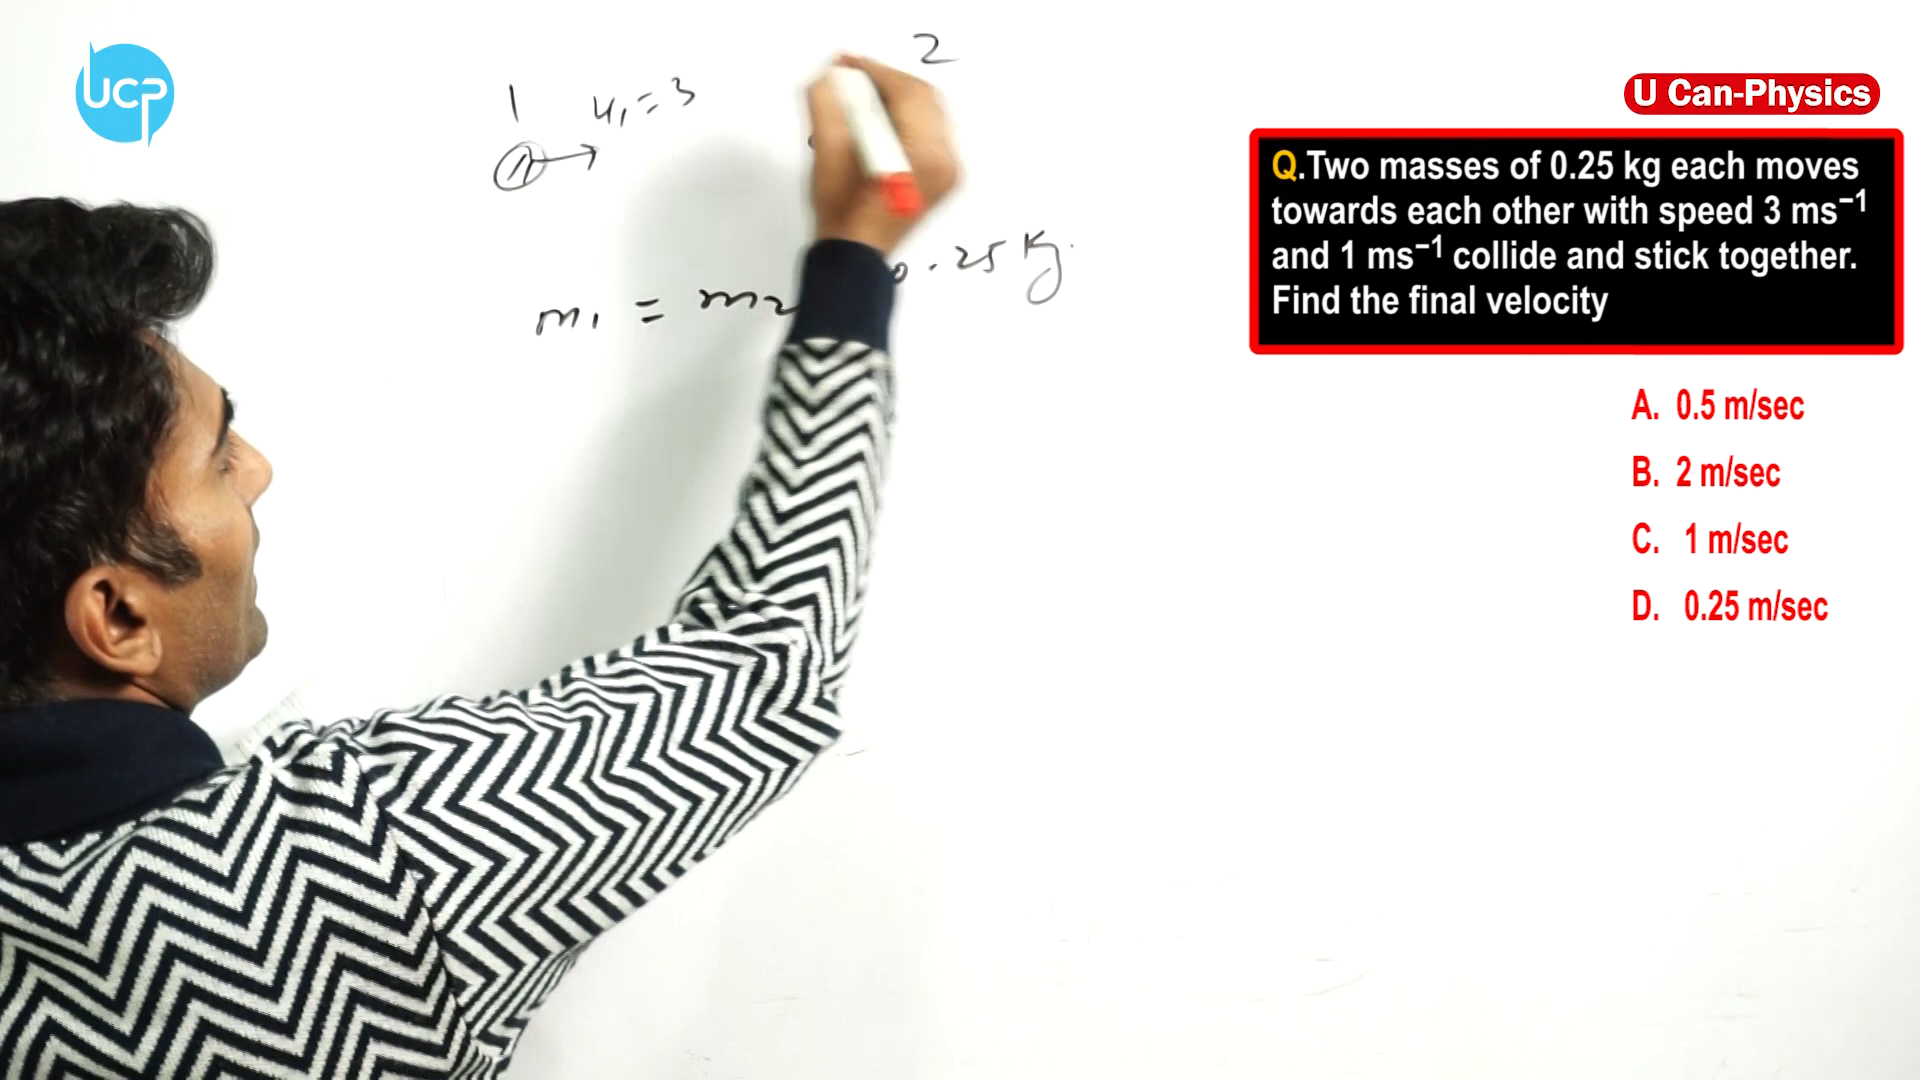 UCP
1
u₁ = 3
2
m₁ = m₂
0.25 Kg.
U Can-Physics
Q.Two masses of 0.25 kg each moves
towards each other with speed 3 ms⁻¹
and 1 ms⁻¹ collide and stick together.
Find the final velocity
A. 0.5 m/sec
B. 2 m/sec
C. 1 m/sec
D. 0.25 m/sec